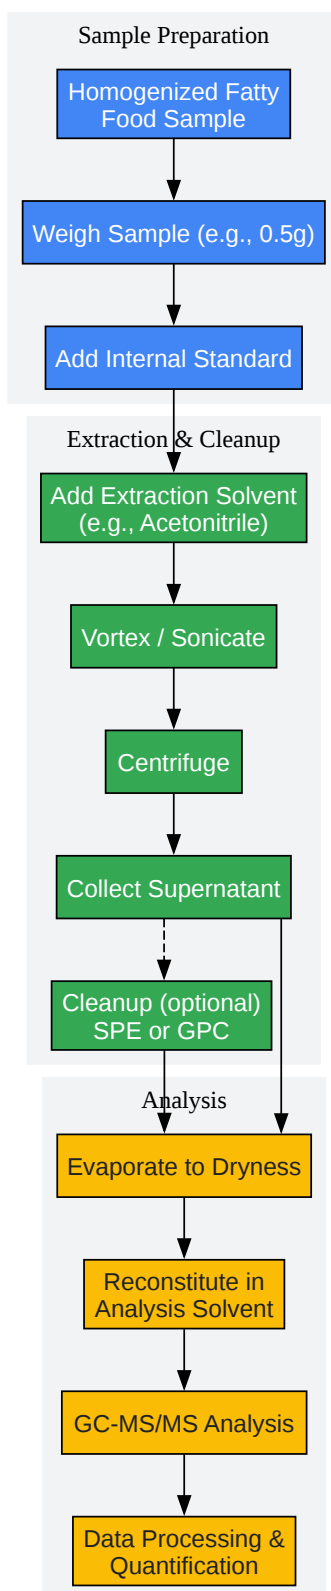 Sample Preparation
Homogenized Fatty
Food Sample
Weigh Sample (e.g., 0.5g)
Add Internal Standard
Extraction & Cleanup
Add Extraction Solvent
(e.g., Acetonitrile)
Vortex / Sonicate
Centrifuge
Collect Supernatant
Cleanup (optional)
SPE or GPC
Analysis
Evaporate to Dryness
Reconstitute in
Analysis Solvent
GC-MS/MS Analysis
Data Processing &
Quantification